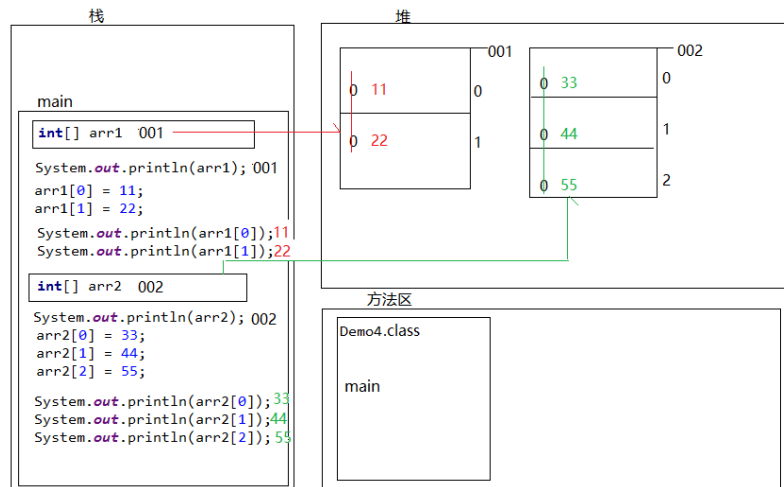 栈
main
int[] arr1 001
System.out.println(arr1); 001
arr1[0] = 11;
arr1[1] = 22;
System.out.println(arr1[0]);11
System.out.println(arr1[1]);22
int[] arr2 002
System.out.println(arr2); 002
arr2[0] = 33;
arr2[1] = 44;
arr2[2] = 55;
System.out.println(arr2[0]);33
System.out.println(arr2[1]);44
System.out.println(arr2[2]);55
堆
001
0 11 0
0 22 1
002
0 33 0
0 44 1
0 55 2
方法区
Demo4.class
main